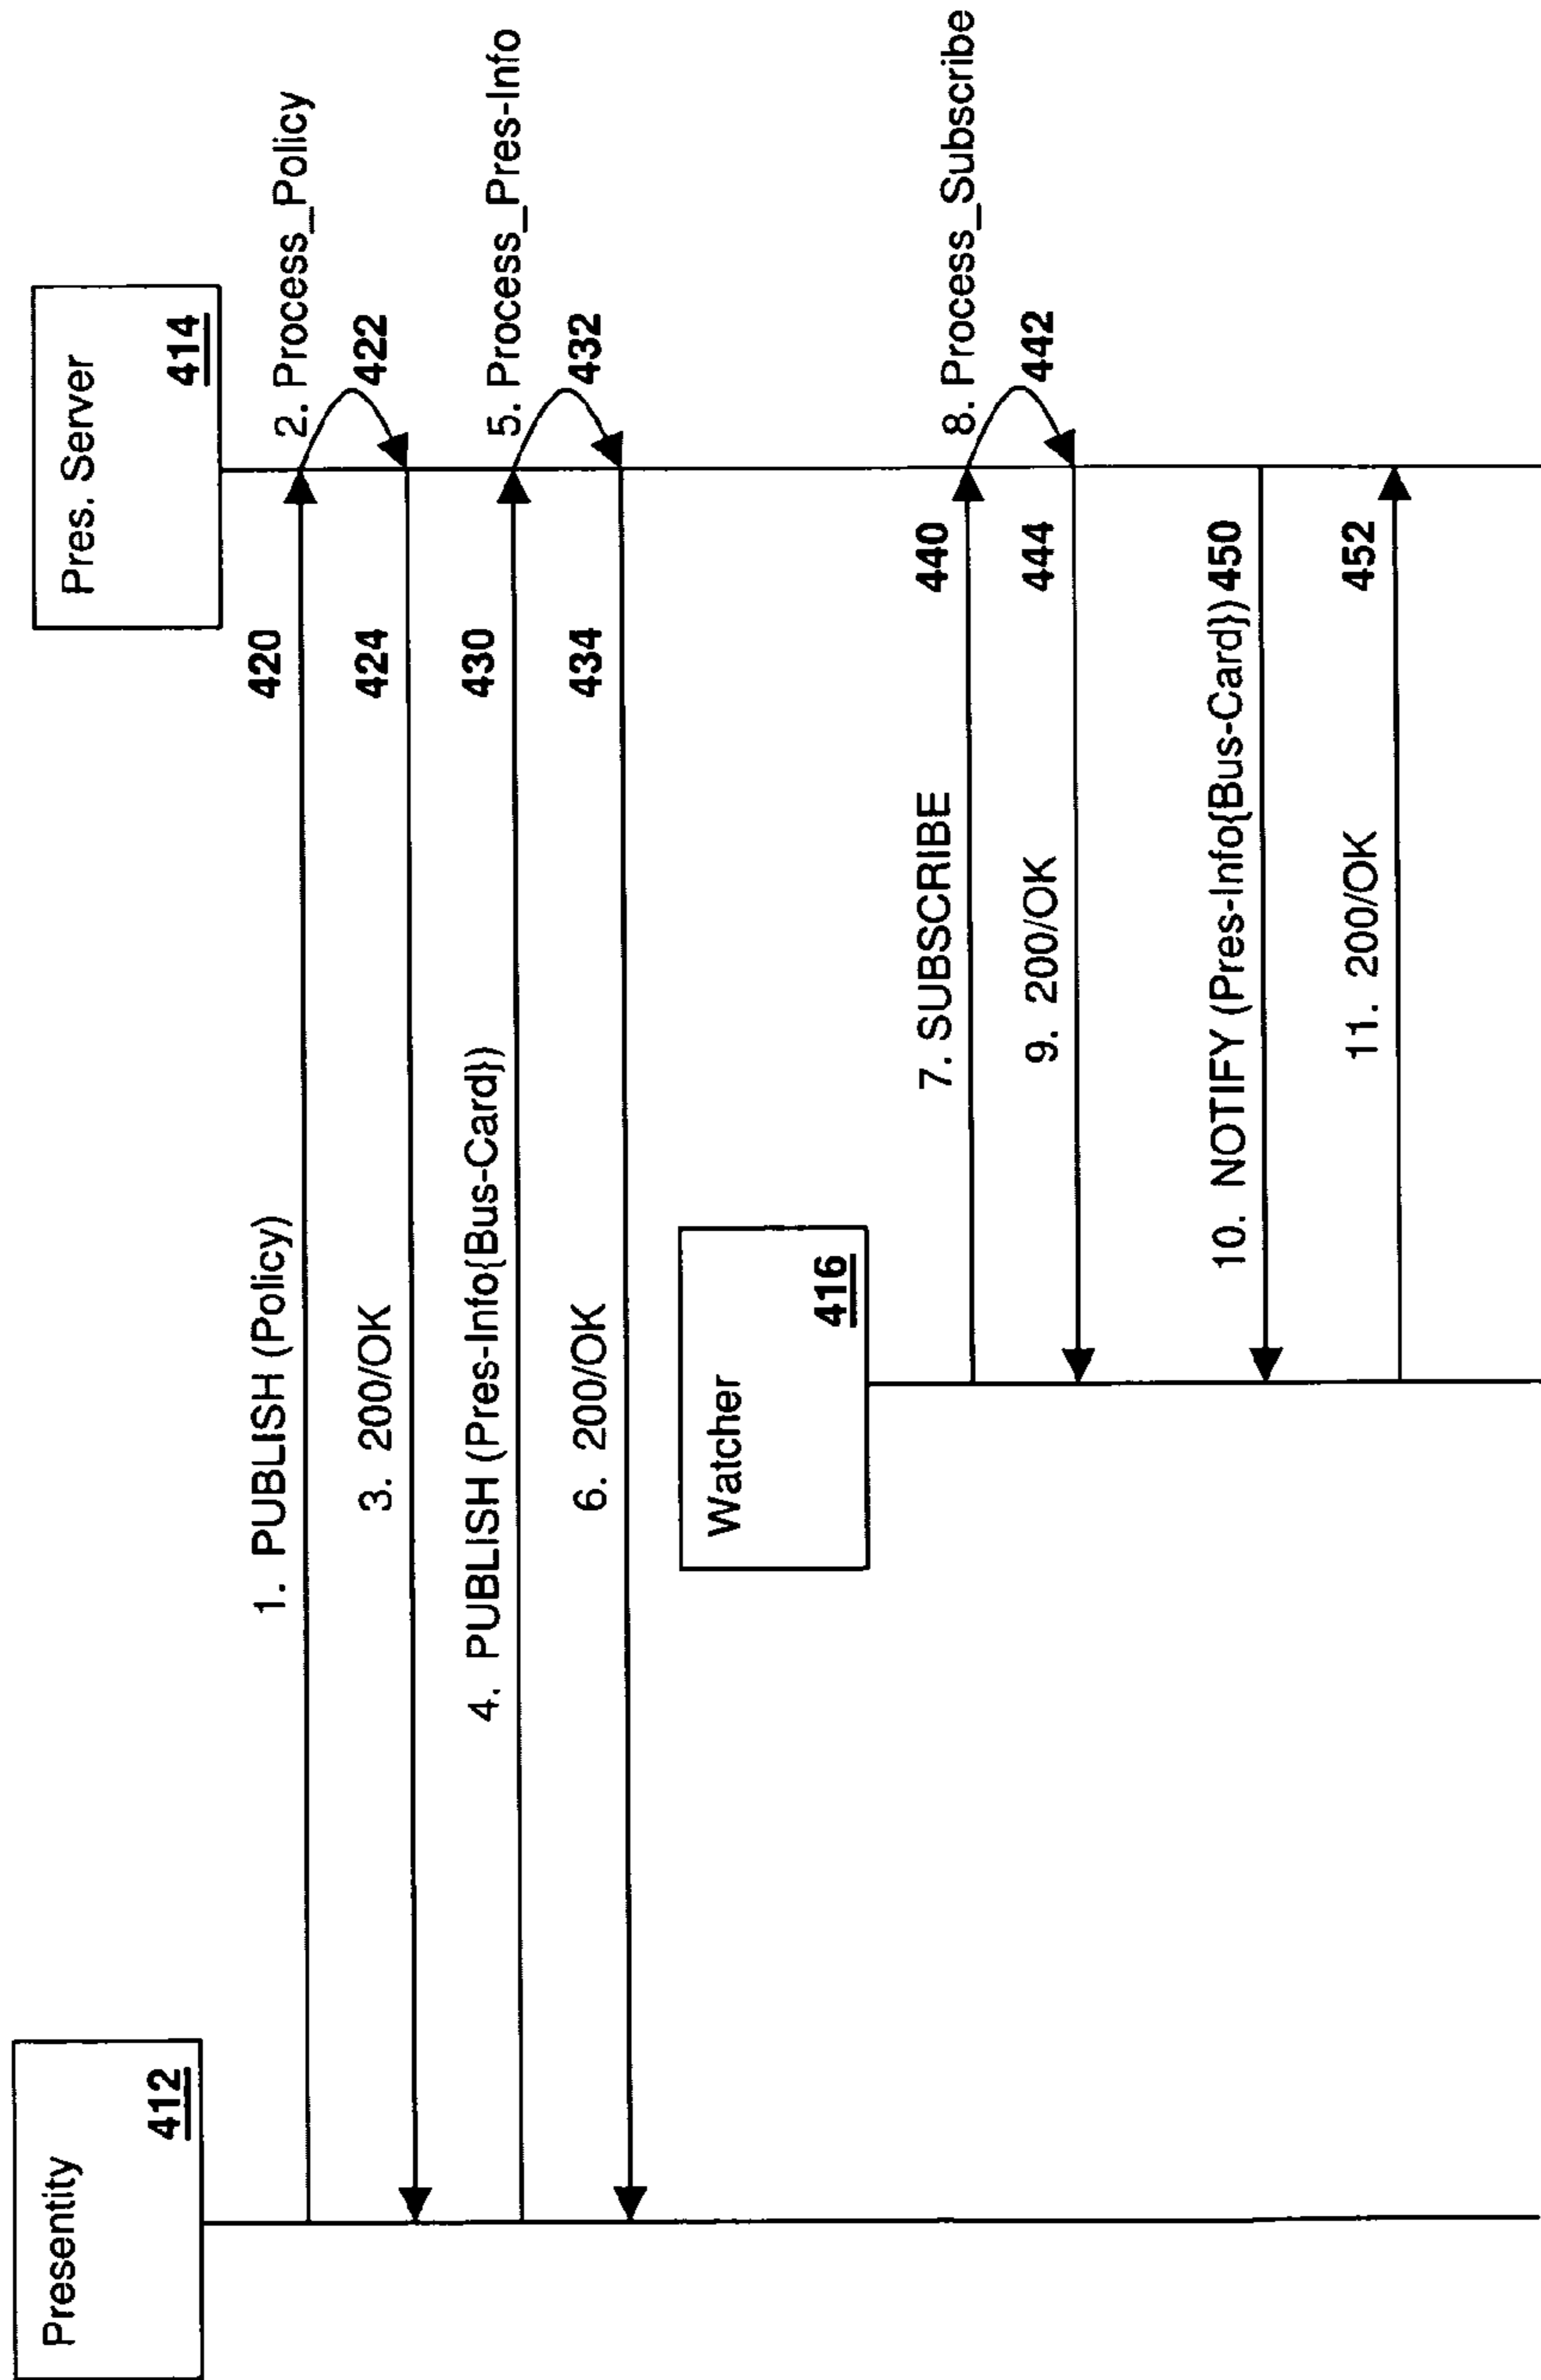 Presentity
412
Pres. Server
414
1. PUBLISH (Policy)
420
2. Process_Policy
422
3. 200/OK
424
4. PUBLISH (Pres-Info{Bus-Card})
430
5. Process_Pres-Info
432
6. 200/OK
434
Watcher
416
7. SUBSCRIBE
440
8. Process_Subscribe
442
9. 200/OK
444
10. NOTIFY (Pres-Info{Bus-Card})
450
11. 200/OK
452